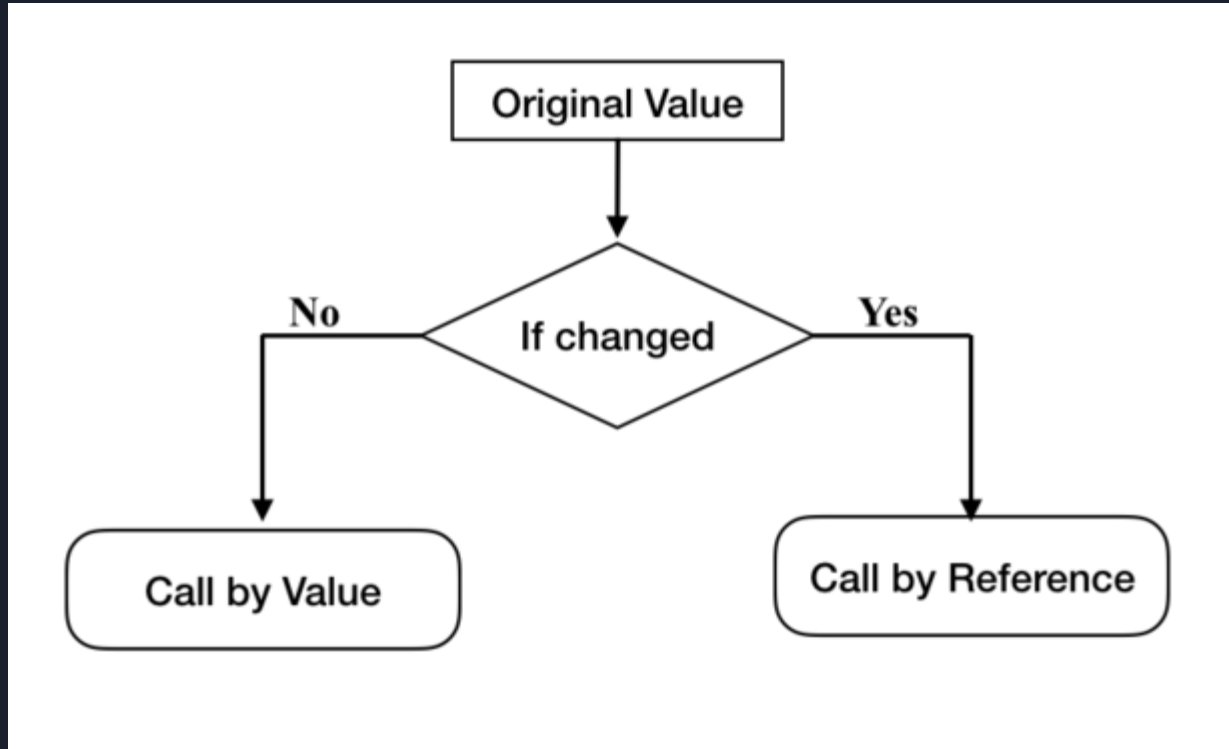 Original Value
If changed
No
Yes
Call by Value
Call by Reference